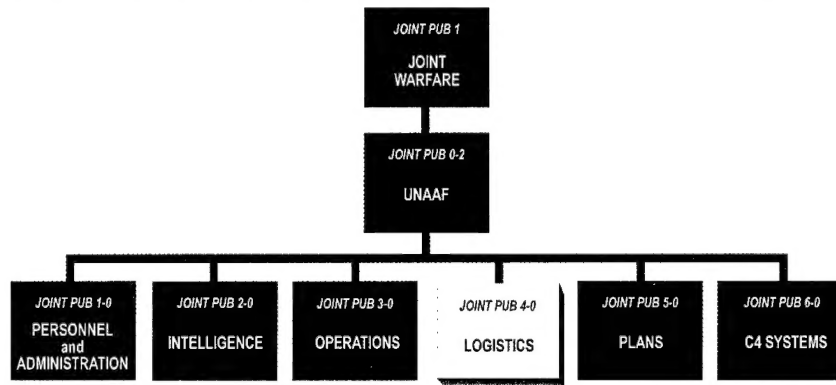 JOINT PUB 1
JOINT
WARFARE
JOINT PUB 0-2
UNAAF
JOINT PUB 1-0
PERSONNEL
and
ADMINISTRATION
JOINT PUB 2-0
INTELLIGENCE
JOINT PUB 3-0
OPERATIONS
JOINT PUB 4-0
LOGISTICS
JOINT PUB 5-0
PLANS
JOINT PUB 6-0
C4 SYSTEMS